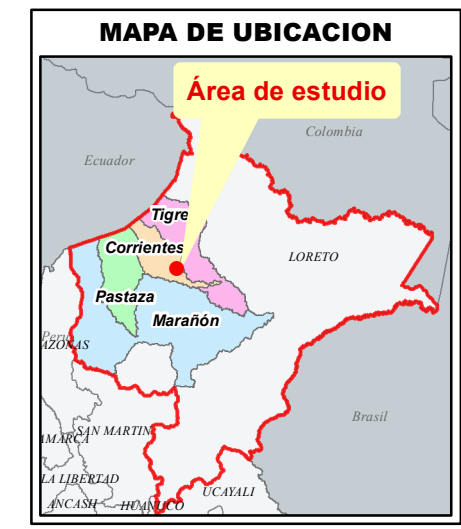 MAPA DE UBICACION
Área de estudio
Colombia
Ecuador
Tigre
Corrientes
LORETO
Pastaza
Marañón
Perú
AZONAS
Brasil
SAN MARTIN
AMARCA
LA LIBERTAD
UCAYALI
ANCASH
HUANUCO